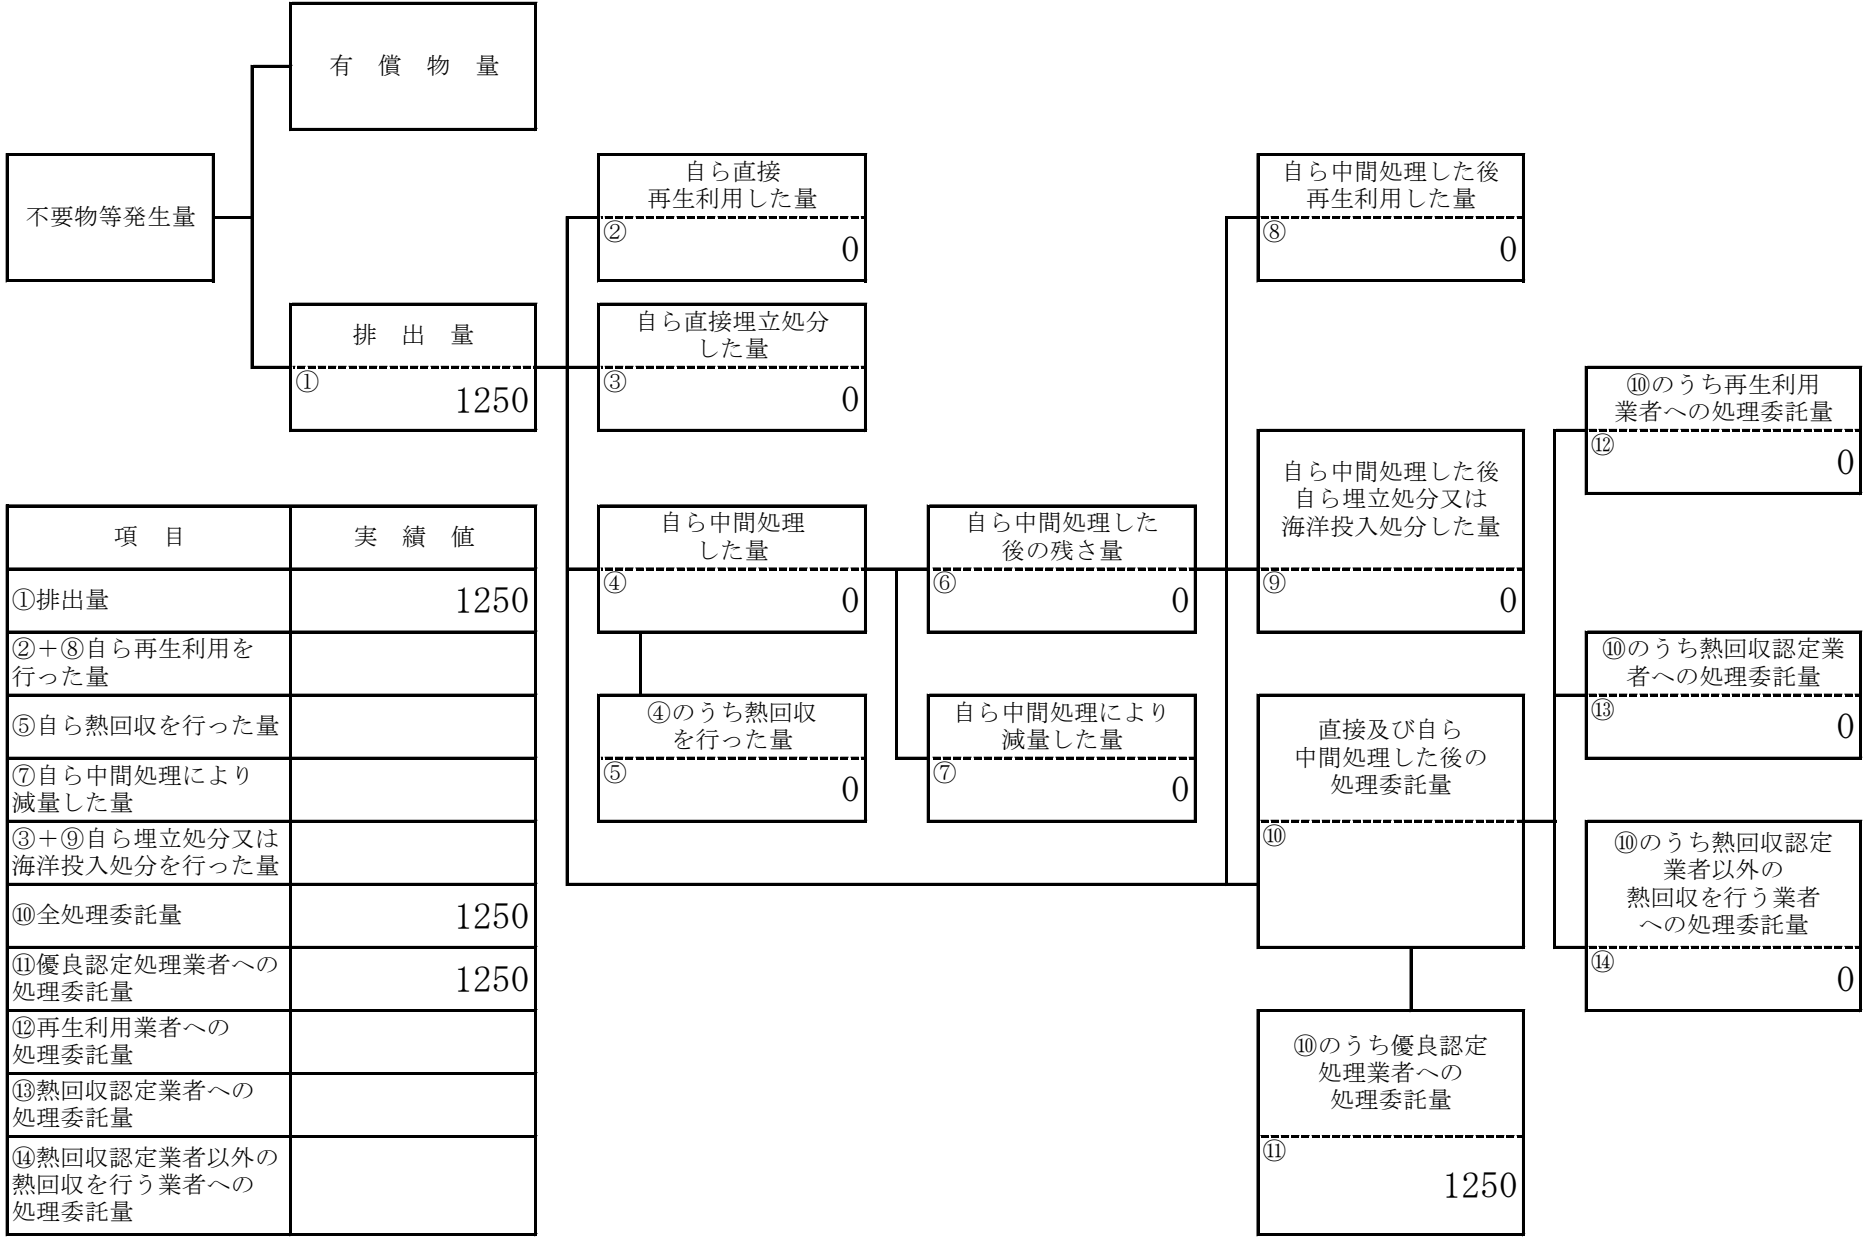 有　償　物　量
不要物等発生量
排　出　量
①
1250
自ら直接
再生利用した量
②
0
自ら直接埋立処分
した量
③
0
自ら中間処理
した量
④
0
④のうち熱回収
を行った量
⑤
0
自ら中間処理した
後の残さ量
⑥
0
自ら中間処理により
減量した量
⑦
0
自ら中間処理した後
再生利用した量
⑧
0
自ら中間処理した後
自ら埋立処分又は
海洋投入処分した量
⑨
0
直接及び自ら
中間処理した後の
処理委託量
⑩
⑩のうち優良認定
処理業者への
処理委託量
⑪
1250
⑩のうち再生利用
業者への処理委託量
⑫
0
⑩のうち熱回収認定業
者への処理委託量
⑬
0
⑩のうち熱回収認定
業者以外の
熱回収を行う業者
への処理委託量
⑭
0
項　目　実　績　値
①排出量　1250
②＋⑧自ら再生利用を
行った量
⑤自ら熱回収を行った量
⑦自ら中間処理により
減量した量
③＋⑨自ら埋立処分又は
海洋投入処分を行った量
⑩全処理委託量　1250
⑪優良認定処理業者への
処理委託量　1250
⑫再生利用業者への
処理委託量
⑬熱回収認定業者への
処理委託量
⑭熱回収認定業者以外の
熱回収を行う業者への
処理委託量